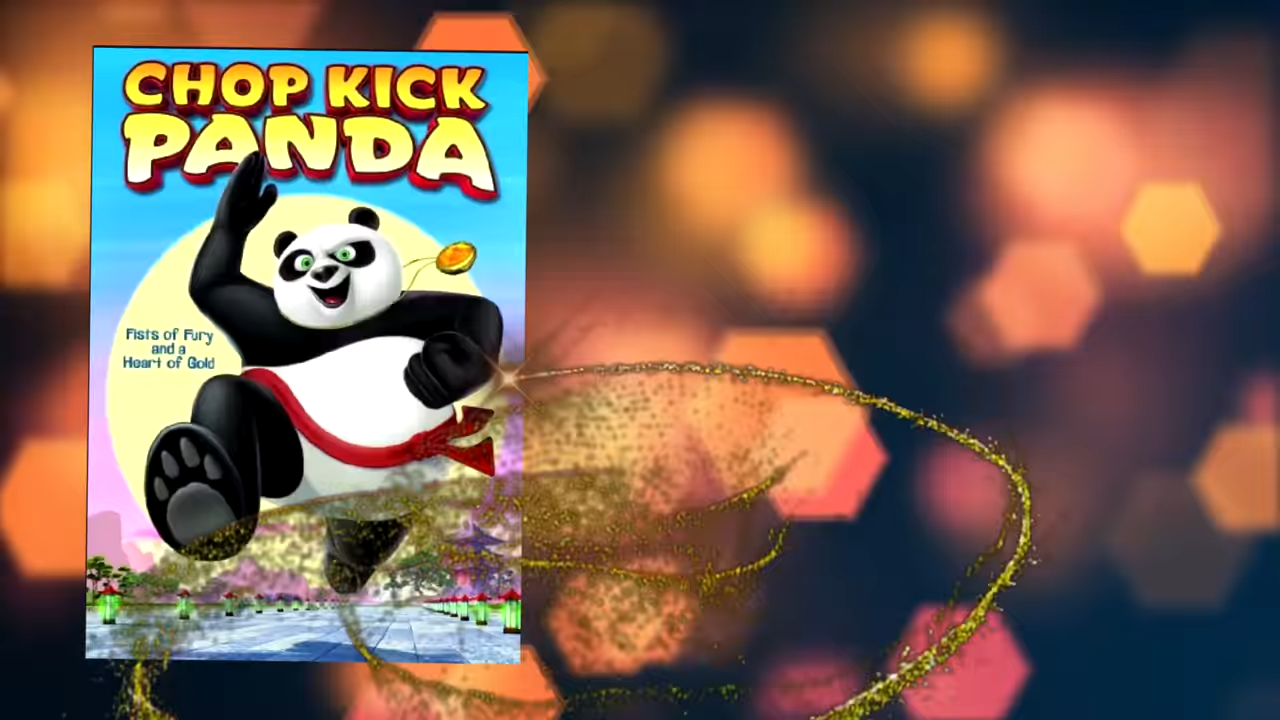 CHOP KICK
PANDA
Fists of Fury
and a
Heart of Gold